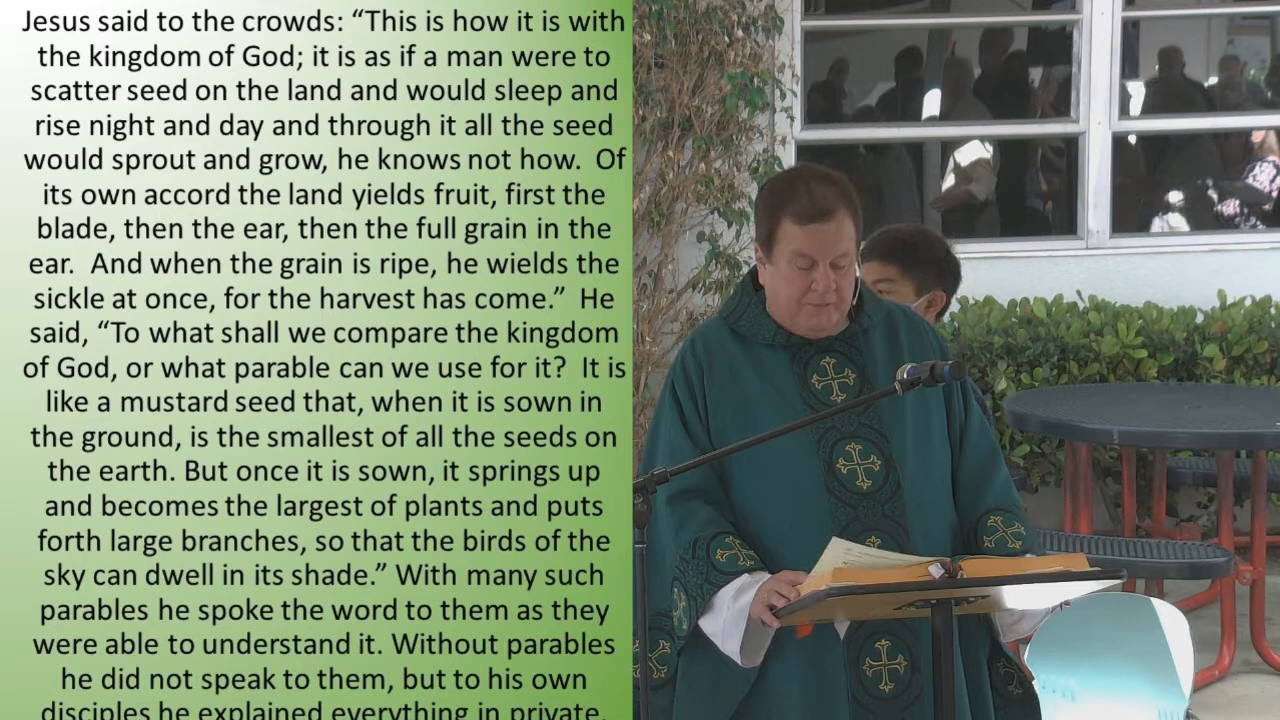 Jesus said to the crowds: “This is how it is with
the kingdom of God; it is as if a man were to
scatter seed on the land and would sleep and
rise night and day and through it all the seed
would sprout and grow, he knows not how.  Of
its own accord the land yields fruit, first the
blade, then the ear, then the full grain in the
ear.  And when the grain is ripe, he wields the
sickle at once, for the harvest has come.”  He
said, “To what shall we compare the kingdom
of God, or what parable can we use for it?  It is
like a mustard seed that, when it is sown in
the ground, is the smallest of all the seeds on
the earth. But once it is sown, it springs up
and becomes the largest of plants and puts
forth large branches, so that the birds of the
sky can dwell in its shade.” With many such
parables he spoke the word to them as they
were able to understand it. Without parables
he did not speak to them, but to his own
disciples he explained everything in private.